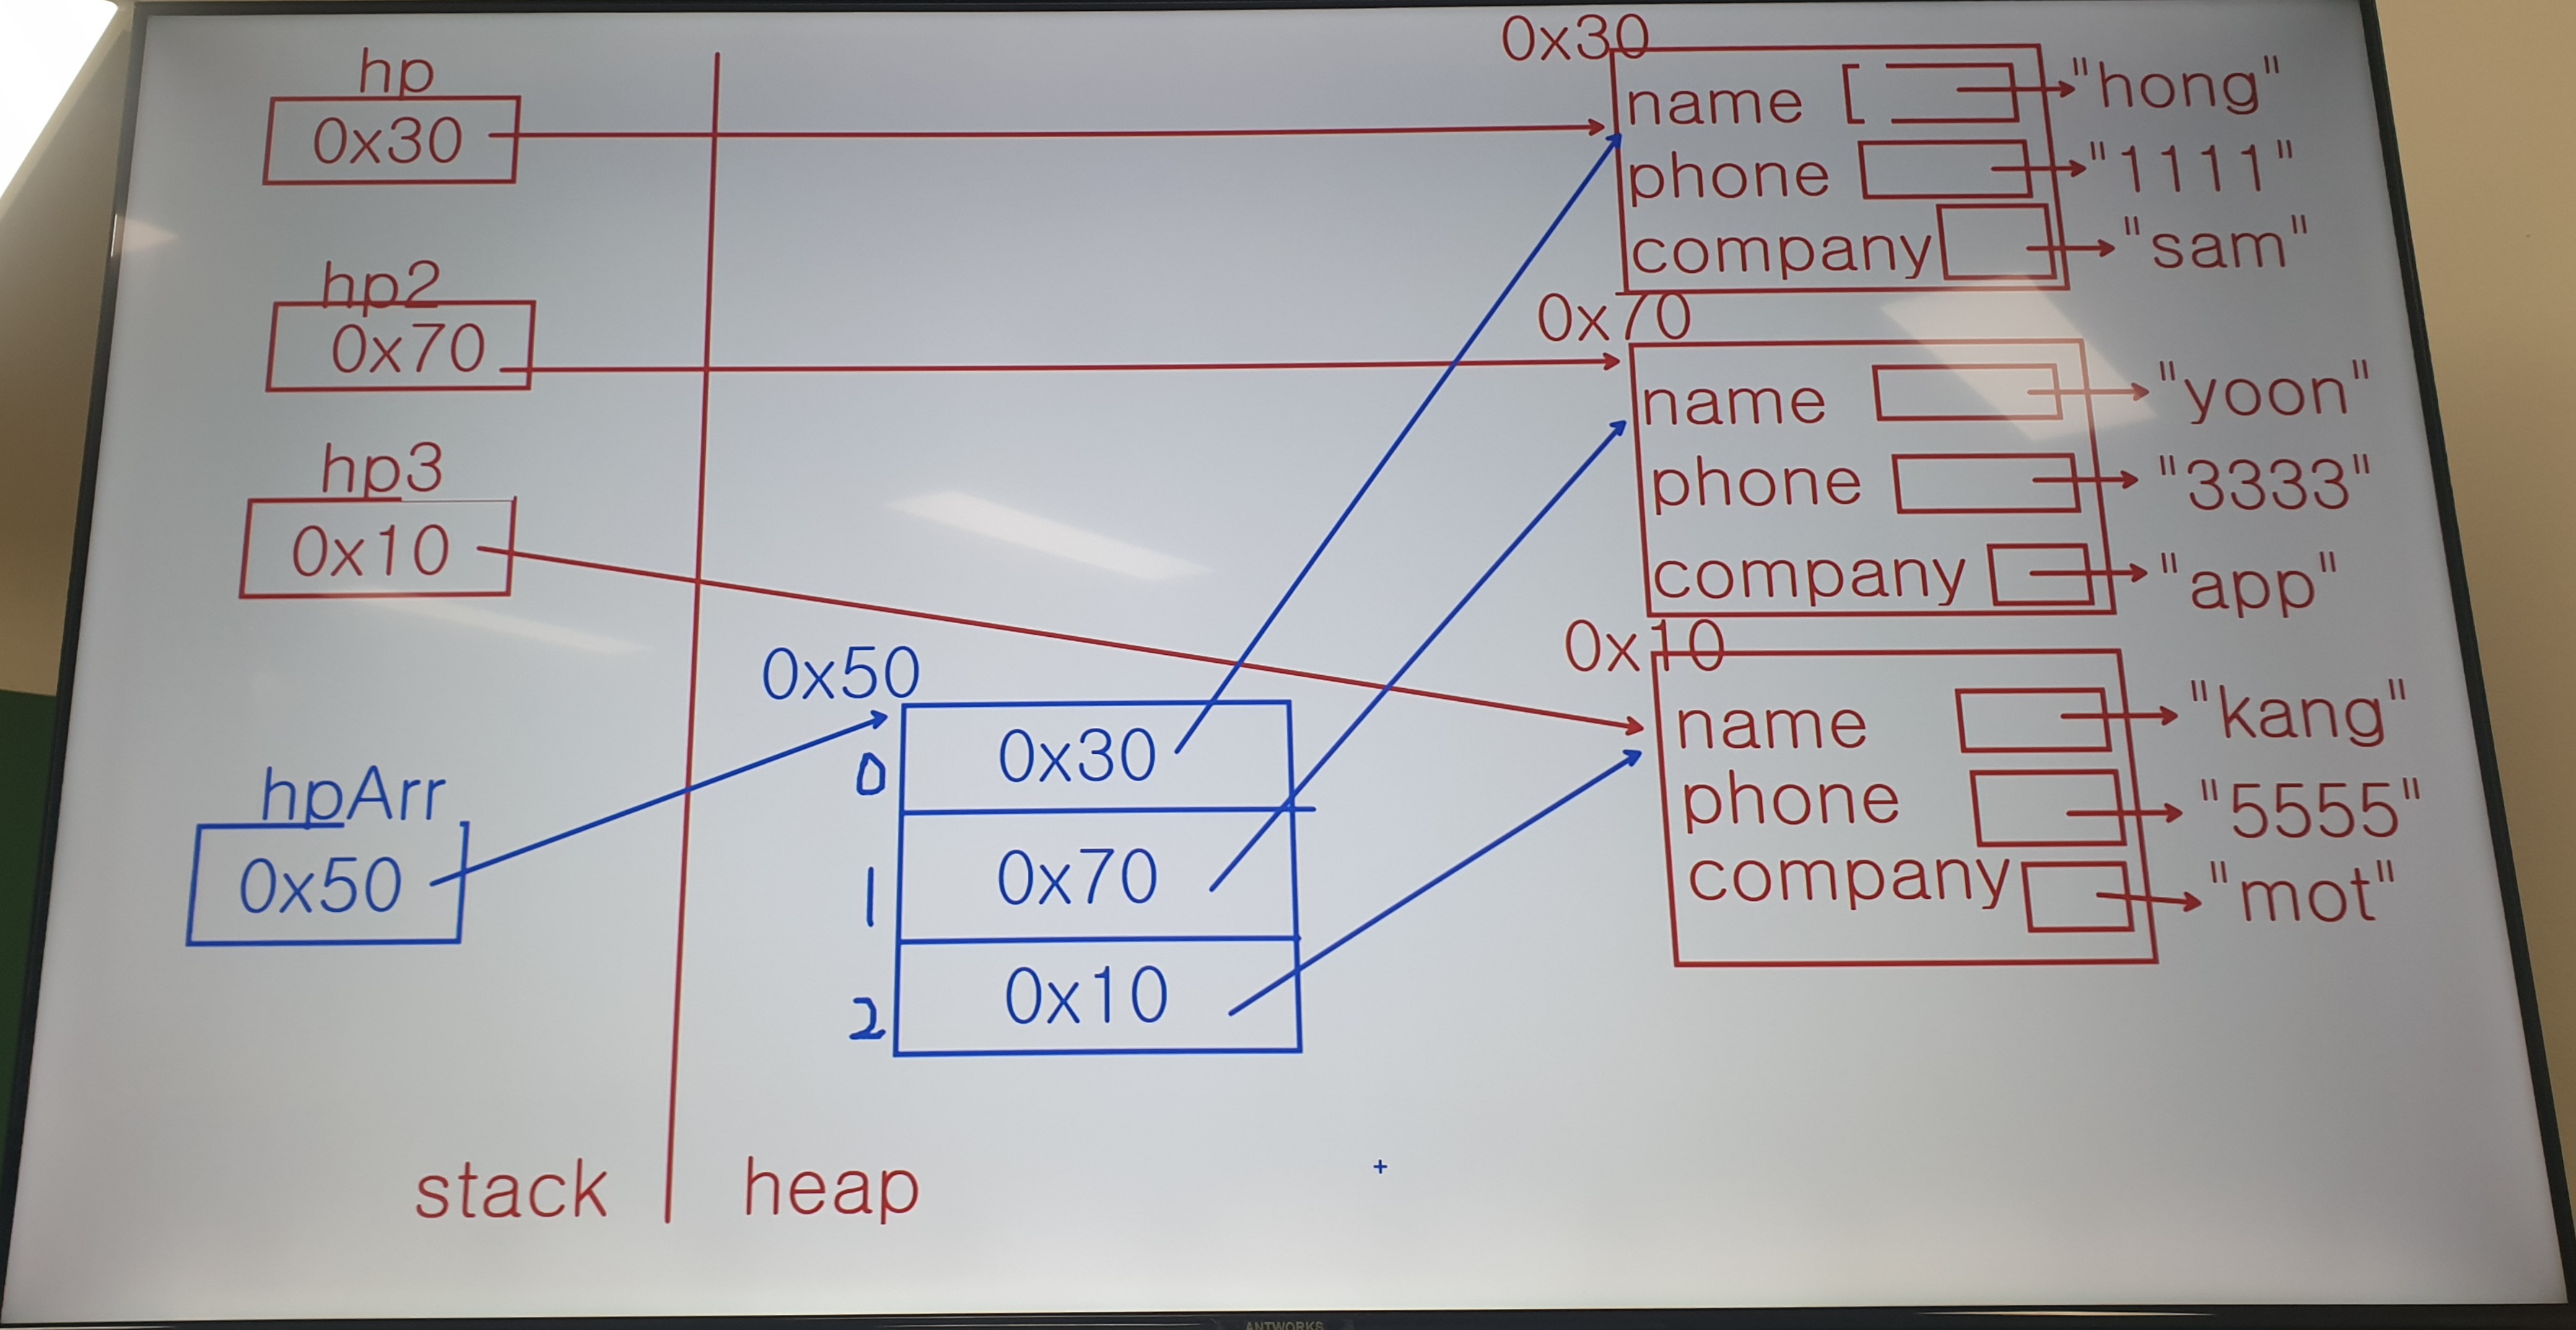 hp
0x30
hp2
0x70
hp3
0x10
hpArr
0x50
stack
heap
0x50
0 0x30
1 0x70
2 0x10
0x30
name "hong"
phone "1111"
company "sam"
0x70
name "yoon"
phone "3333"
company "app"
0x10
name "kang"
phone "5555"
company "mot"
ANTWORKS